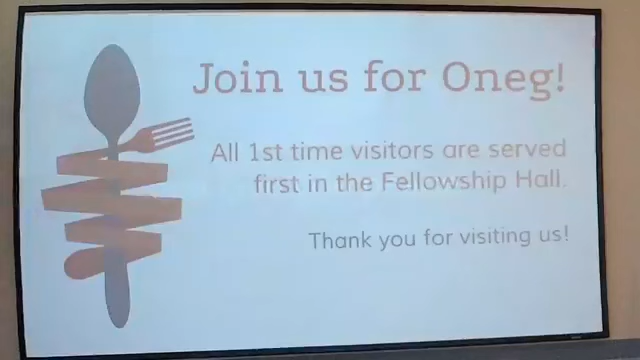 Join us for Oneg!
All 1st time visitors are served
first in the Fellowship Hall.
Thank you for visiting us!